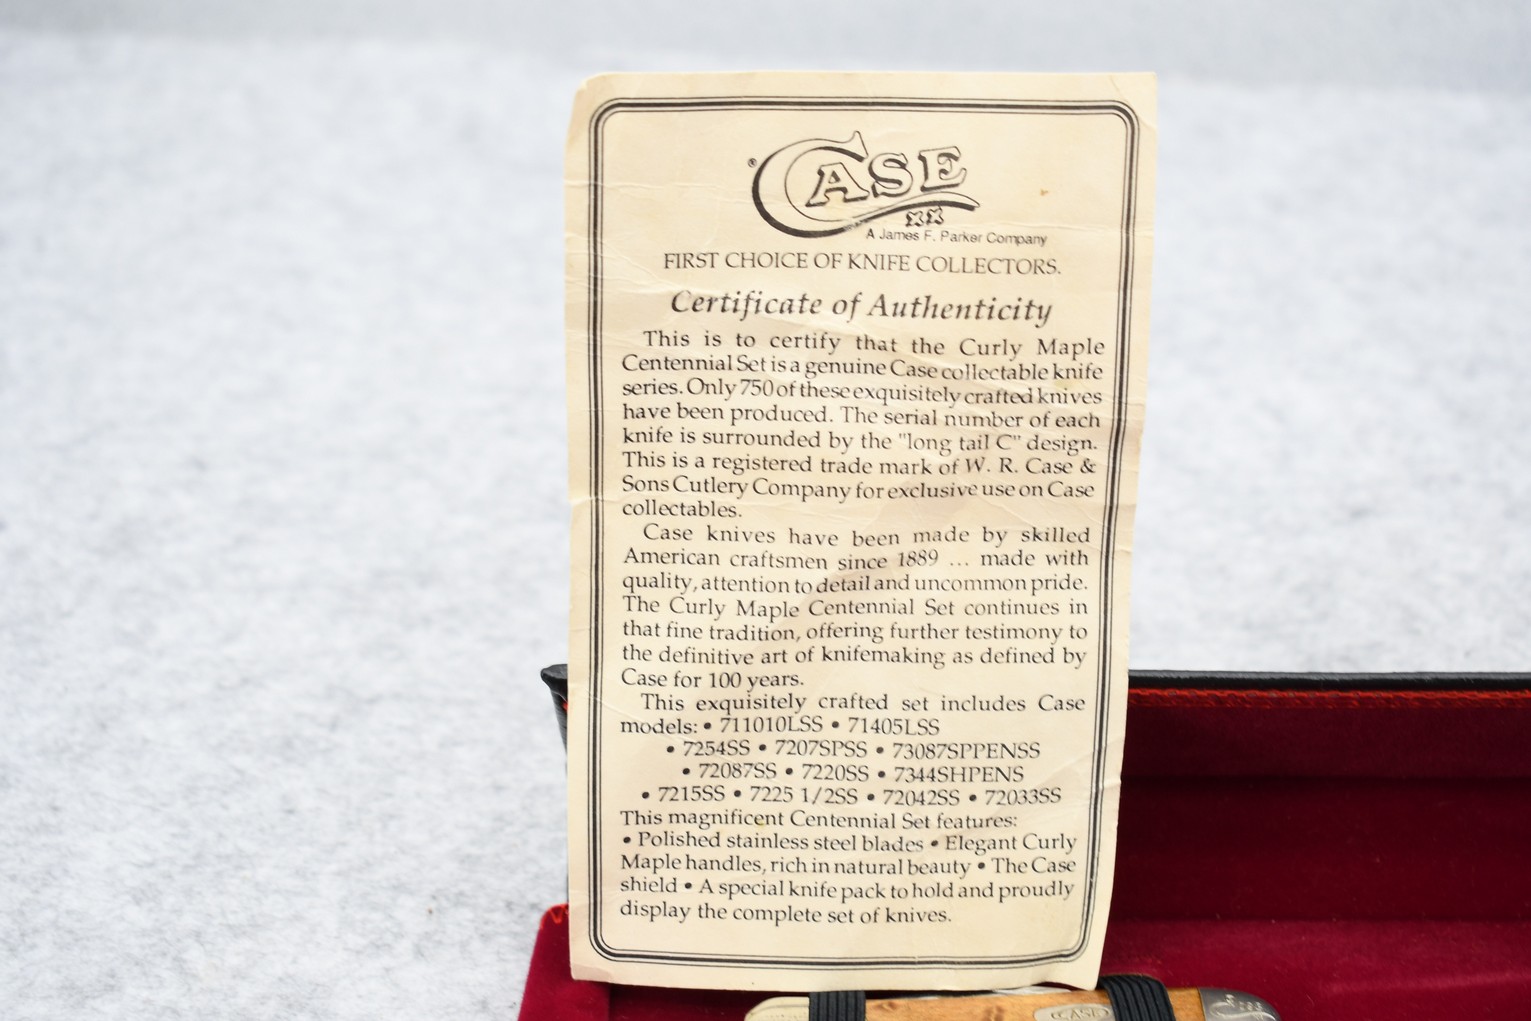 ®
CASE
XX
A James F. Parker Company
FIRST CHOICE OF KNIFE COLLECTORS.
Certificate of Authenticity
This is to certify that the Curly Maple
Centennial Set is a genuine Case collectable knife
series. Only 750 of these exquisitely crafted knives
have been produced. The serial number of each
knife is surrounded by the "long tail C" design.
This is a registered trade mark of W. R. Case &
Sons Cutlery Company for exclusive use on Case
collectables.
Case knives have been made by skilled
American craftsmen since 1889 ... made with
quality, attention to detail and uncommon pride.
The Curly Maple Centennial Set continues in
that fine tradition, offering further testimony to
the definitive art of knifemaking as defined by
Case for 100 years.
This exquisitely crafted set includes Case
models: • 711010LSS • 71405LSS
• 7254SS • 7207SPSS • 73087SPPENSS
• 72087SS • 7220SS • 7344SHPENS
• 7215SS • 7225 1/2SS • 72042SS • 72033SS
This magnificent Centennial Set features:
• Polished stainless steel blades • Elegant Curly
Maple handles, rich in natural beauty • The Case
shield • A special knife pack to hold and proudly
display the complete set of knives.
CASE